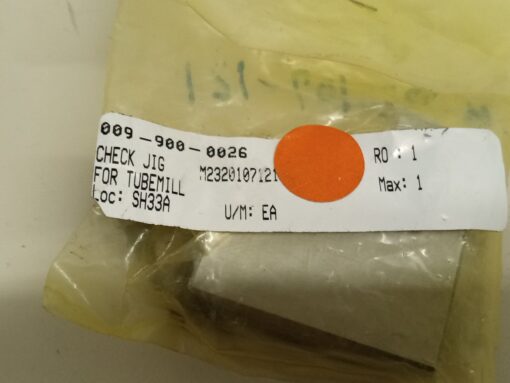 009-900-0026
CHECK JIG M2320107121 RO : 1
FOR TUBEMILL Max: 1
Loc: SH33A U/M: EA